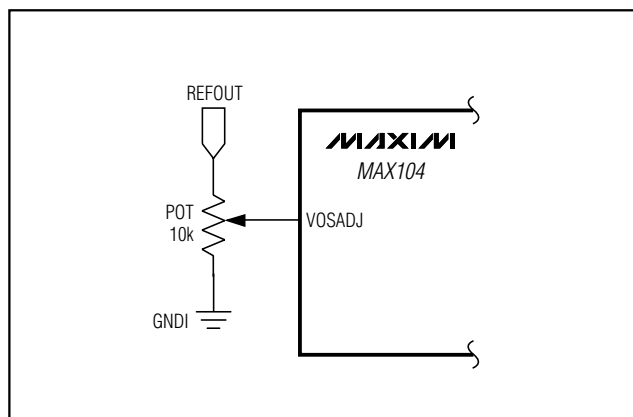 REFOUT
MAXIM
MAX104
POT
10k
VOSADJ
GNDI